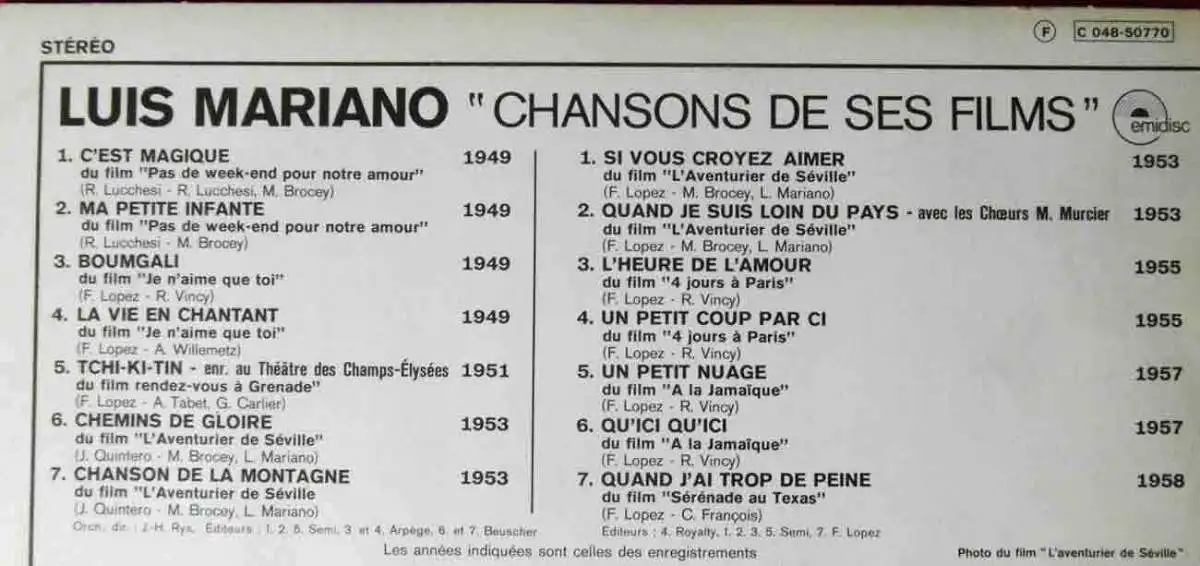 STÉRÉO
F C 048-50770
LUIS MARIANO "CHANSONS DE SES FILMS"
emidisc
1. C'EST MAGIQUE 1949
du film "Pas de week-end pour notre amour"
(R. Lucchesi - R. Lucchesi, M. Brocey)
2. MA PETITE INFANTE 1949
du film "Pas de week-end pour notre amour"
(R. Lucchesi - M. Brocey)
3. BOUMGALI 1949
du film "Je n'aime que toi"
(F. Lopez - R. Vincy)
4. LA VIE EN CHANTANT 1949
du film "Je n'aime que toi"
(F. Lopez - A. Willemetz)
5. TCHI-KI-TIN - enr. au Théâtre des Champs-Élysées 1951
du film rendez-vous à Grenade"
(F. Lopez - A. Tabet, G. Carlier)
6. CHEMINS DE GLOIRE 1953
du film "L'Aventurier de Séville"
(J. Quintero - M. Brocey, L. Mariano)
7. CHANSON DE LA MONTAGNE 1953
du film "L'Aventurier de Séville
(J. Quintero - M. Brocey, L. Mariano)
Orch. dir. : J.-H. Rys. Editeurs : 1. 2. 5. Semi, 3 et 4. Arpège, 6. et 7. Beuscher
1. SI VOUS CROYEZ AIMER 1953
du film "L'Aventurier de Séville"
(F. Lopez - M. Brocey, L. Mariano)
2. QUAND JE SUIS LOIN DU PAYS - avec les Chœurs M. Murcier 1953
du film "L'Aventurier de Séville"
(F. Lopez - M. Brocey, L. Mariano)
3. L'HEURE DE L'AMOUR 1955
du film "4 jours à Paris"
(F. Lopez - R. Vincy)
4. UN PETIT COUP PAR CI 1955
du film "4 jours à Paris"
(F. Lopez - R. Vincy)
5. UN PETIT NUAGE 1957
du film "A la Jamaïque"
(F. Lopez - R. Vincy)
6. QU'ICI QU'ICI 1957
du film "A la Jamaïque"
(F. Lopez - R. Vincy)
7. QUAND J'AI TROP DE PEINE 1958
du film "Sérénade au Texas"
(F. Lopez - C. François)
Editeurs : 4. Royalty, 1. 2. 3. 5. Semi, 7. F. Lopez
Les années indiquées sont celles des enregistrements
Photo du film "L'aventurier de Séville"